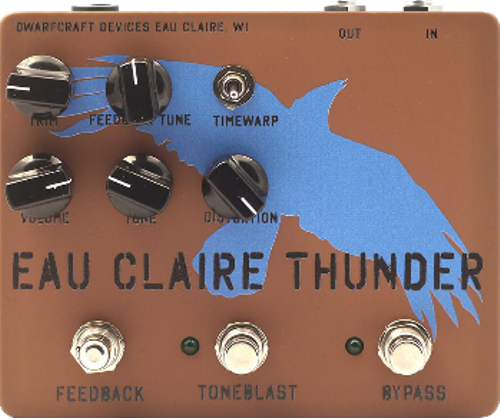 DWARFCRAFT DEVICES EAU CLAIRE, WI
OUT IN
TRIM FEEDBACK TUNE TIMEWARP
VOLUME TONE DISTORTION
EAU CLAIRE THUNDER
FEEDBACK TONEBLAST BYPASS